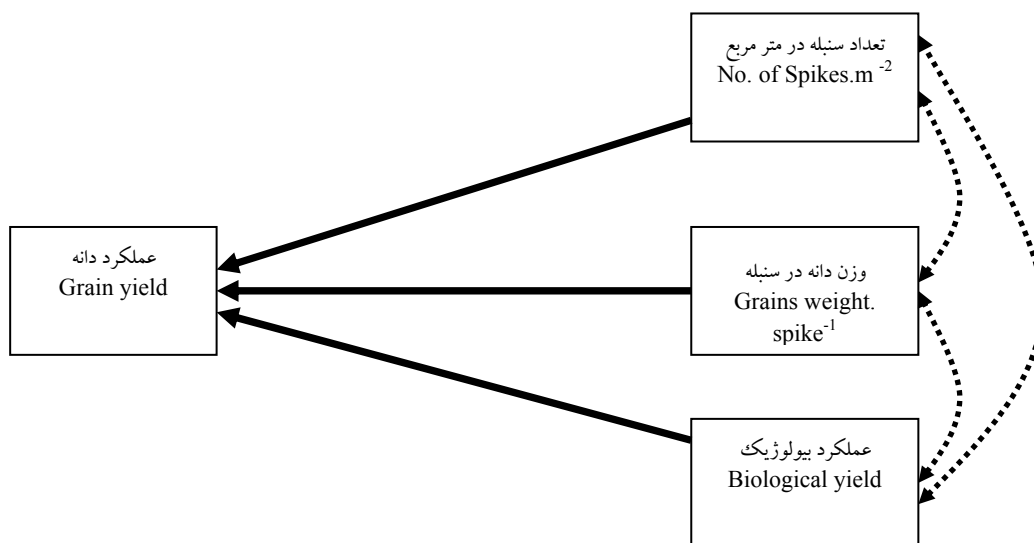 تعداد سنبله در متر مربع
No. of Spikes.m -2
عملکرد دانه
Grain yield
وزن دانه در سنبله
Grains weight.
spike-1
عملکرد بیولوژیک
Biological yield